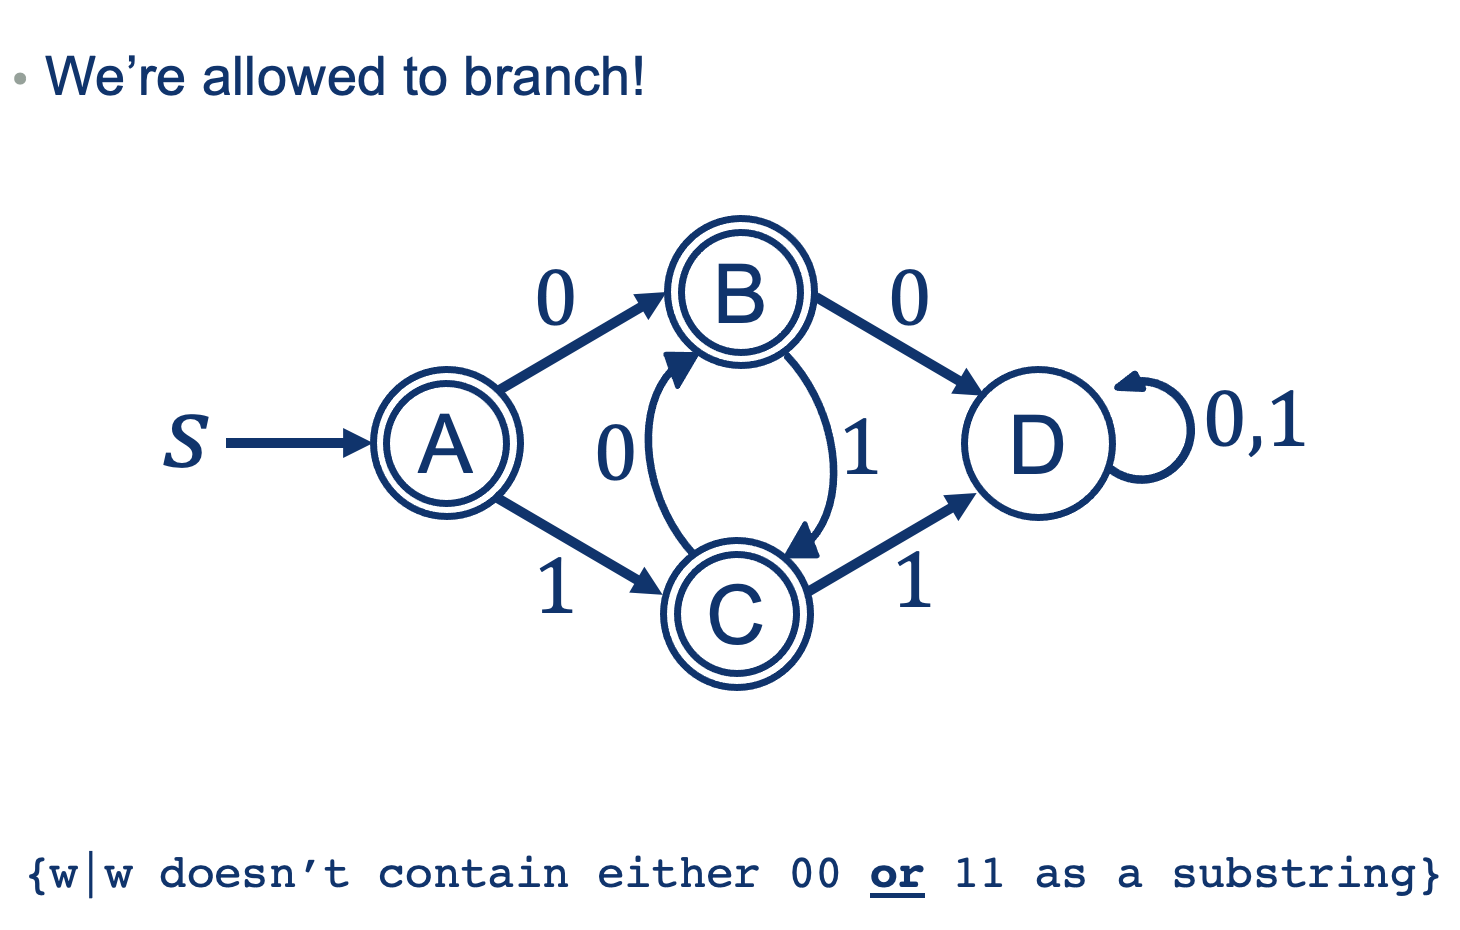 • We're allowed to branch!
0
B
0
S
A
0
1
D
0,1
1
C
1
{w|w doesn't contain either 00 or 11 as a substring}